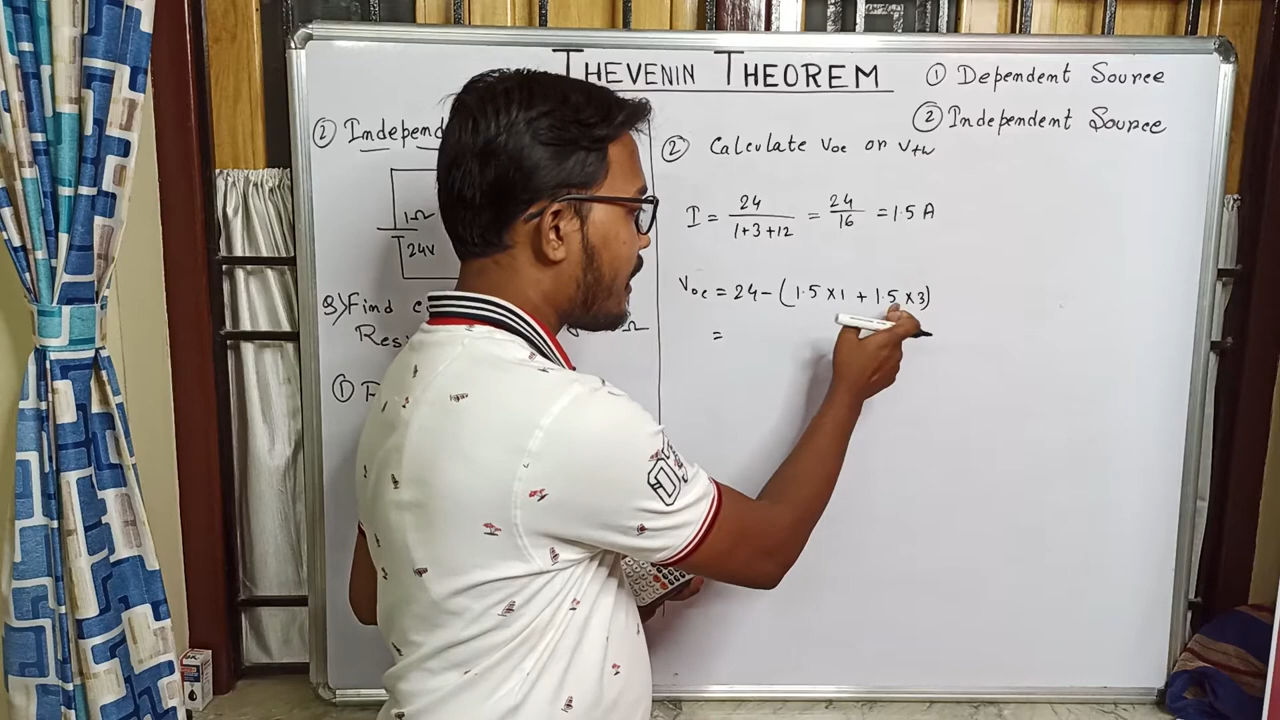 THEVENIN THEOREM
① Dependent Source
② Independent Source
② Independ
1Ω
24V
Q) Find
Res
Ω
①
② Calculate Voc or Vth
I = 24 / 1+3+12 = 24 / 16 = 1.5 A
Voc = 24 - (1.5 × 1 + 1.5 × 3)
=